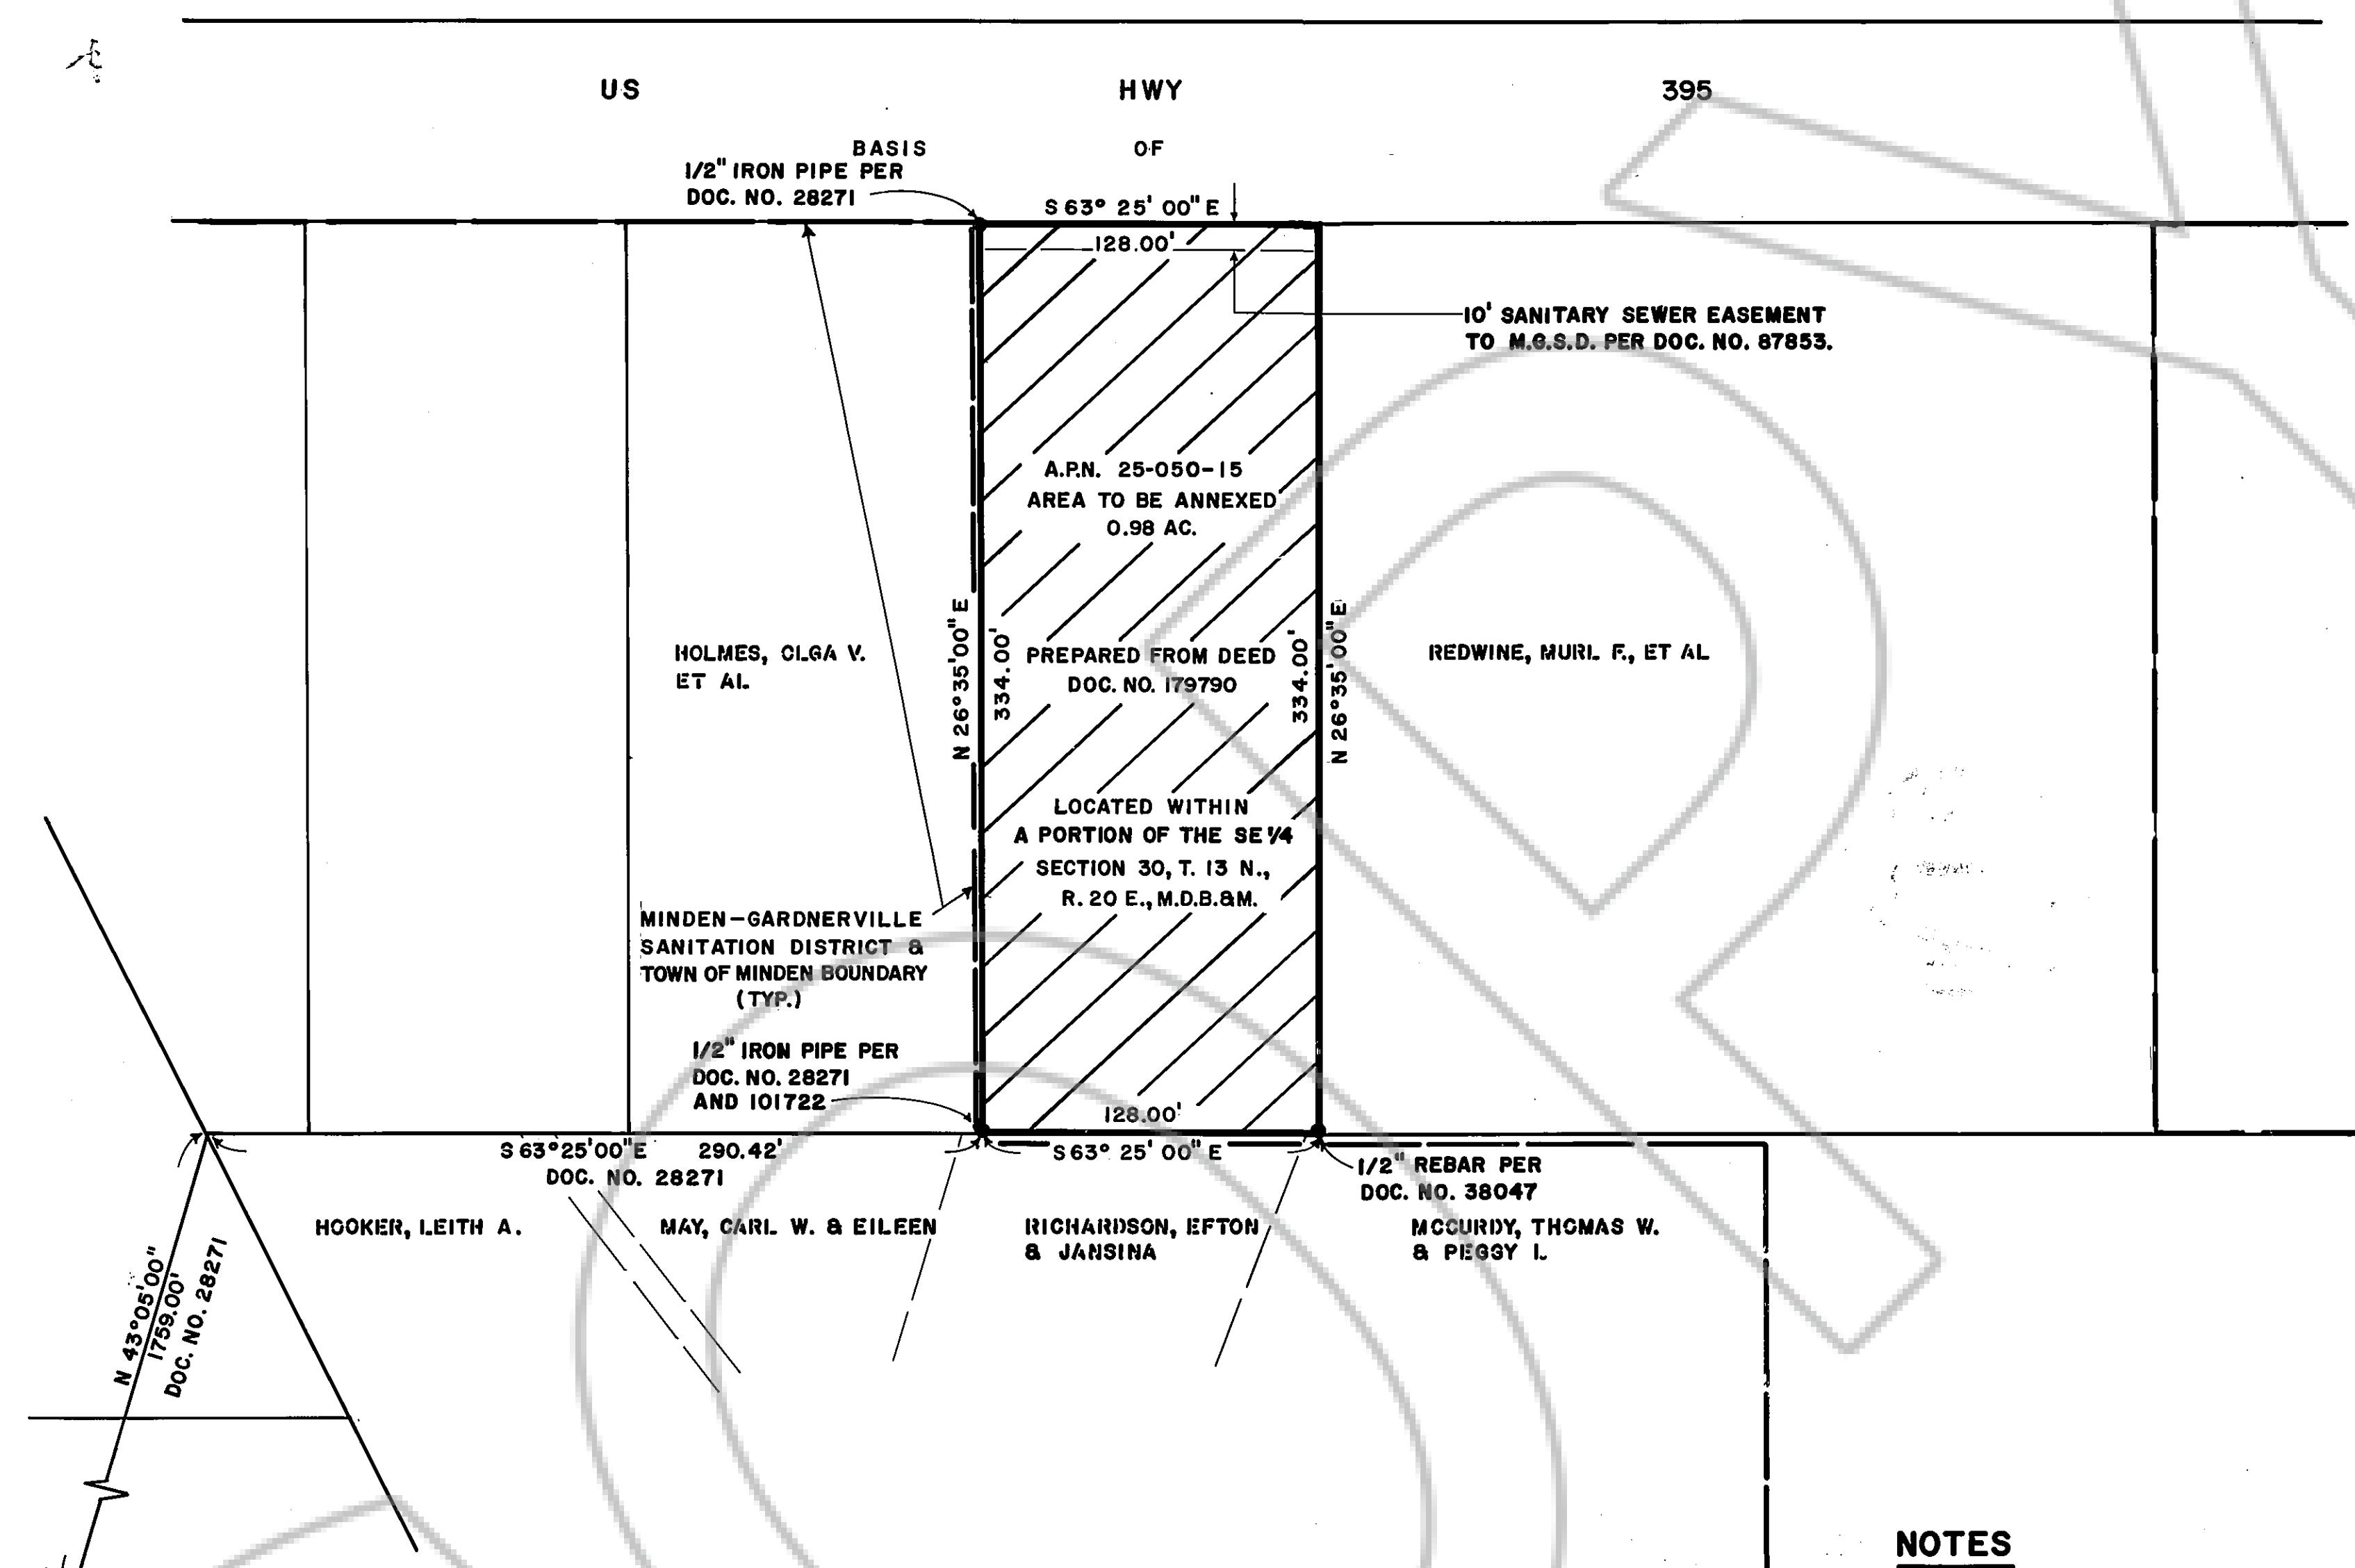 US HWY 395
BASIS OF
1/2" IRON PIPE PER
DOC. NO. 28271
S 63° 25' 00" E
128.00'
10' SANITARY SEWER EASEMENT
TO M.G.S.D. PER DOC. NO. 87853.
A.P.N. 25-050-15
AREA TO BE ANNEXED
0.98 AC.
N 26°35'00" E
334.00'
PREPARED FROM DEED
DOC. NO. 179790
334.00'
N 26°35'00" E
HOLMES, OLGA V.
ET AL
REDWINE, MURL F., ET AL
LOCATED WITHIN
A PORTION OF THE SE 1/4
SECTION 30, T. 13 N.,
R. 20 E., M.D.B.&M.
MINDEN-GARDNERVILLE
SANITATION DISTRICT &
TOWN OF MINDEN BOUNDARY
(TYP.)
1/2" IRON PIPE PER
DOC. NO. 28271
AND 101722
128.00'
S 63° 25' 00" E
S 63°25'00" E 290.42'
DOC. NO. 28271
1/2" REBAR PER
DOC. NO. 38047
HOOKER, LEITH A.
MAY, CARL W. & EILEEN
RICHARDSON, EFTON
& JANSINA
MCCURDY, THOMAS W.
& PEGGY L
N 43°05'00"
1759.00'
DOC. NO. 28271
NOTES